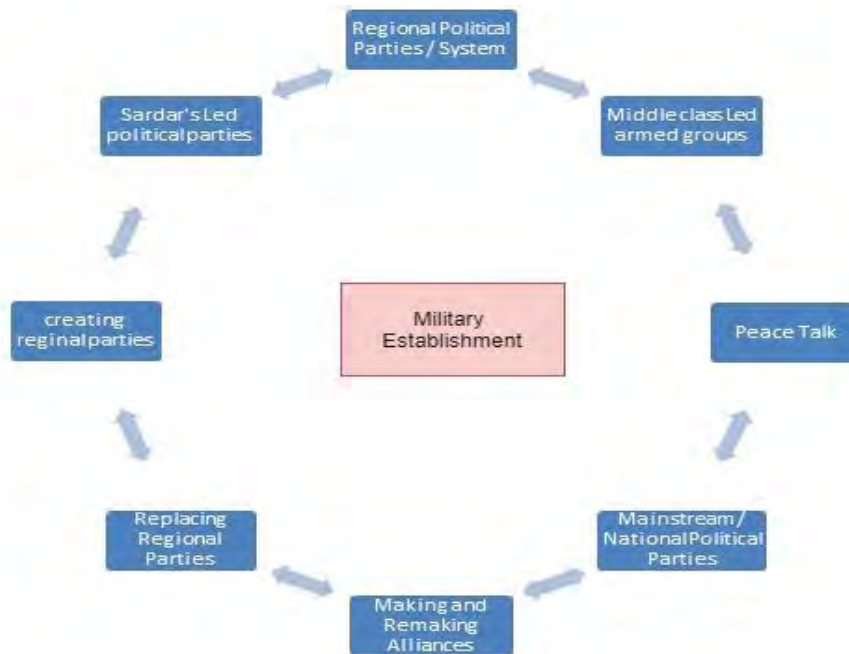 Regional Political
Parties / System
Sardar's Led
political parties
Middle class Led
armed groups
creating
reginal parties
Military
Establishment
Peace Talk
Replacing
Regional
Parties
Mainstream /
National Political
Parties
Making and
Remaking
Alliances